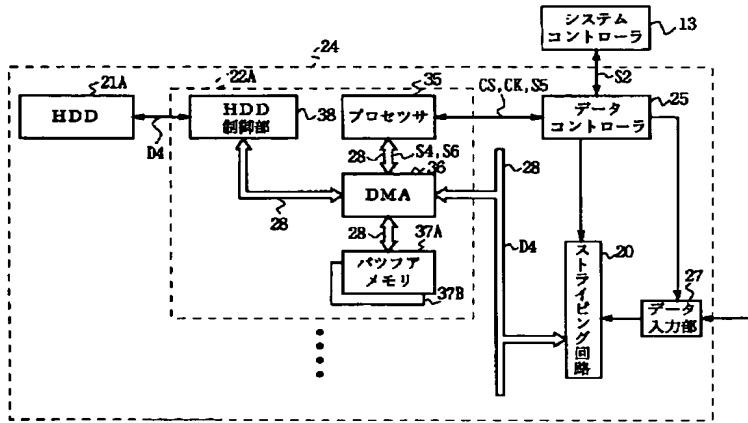 システム
コントローラ
13
24
S2
21A
22A
35
CS,CK,S5
25
HDD
HDD
制御部
38
プロセッサ
データ
コントローラ
D4
28
S4,S6
36
28
DMA
28
28
37A
D4
20
バッフア
メモリ
ストライピング回路
27
データ
入力部
37B